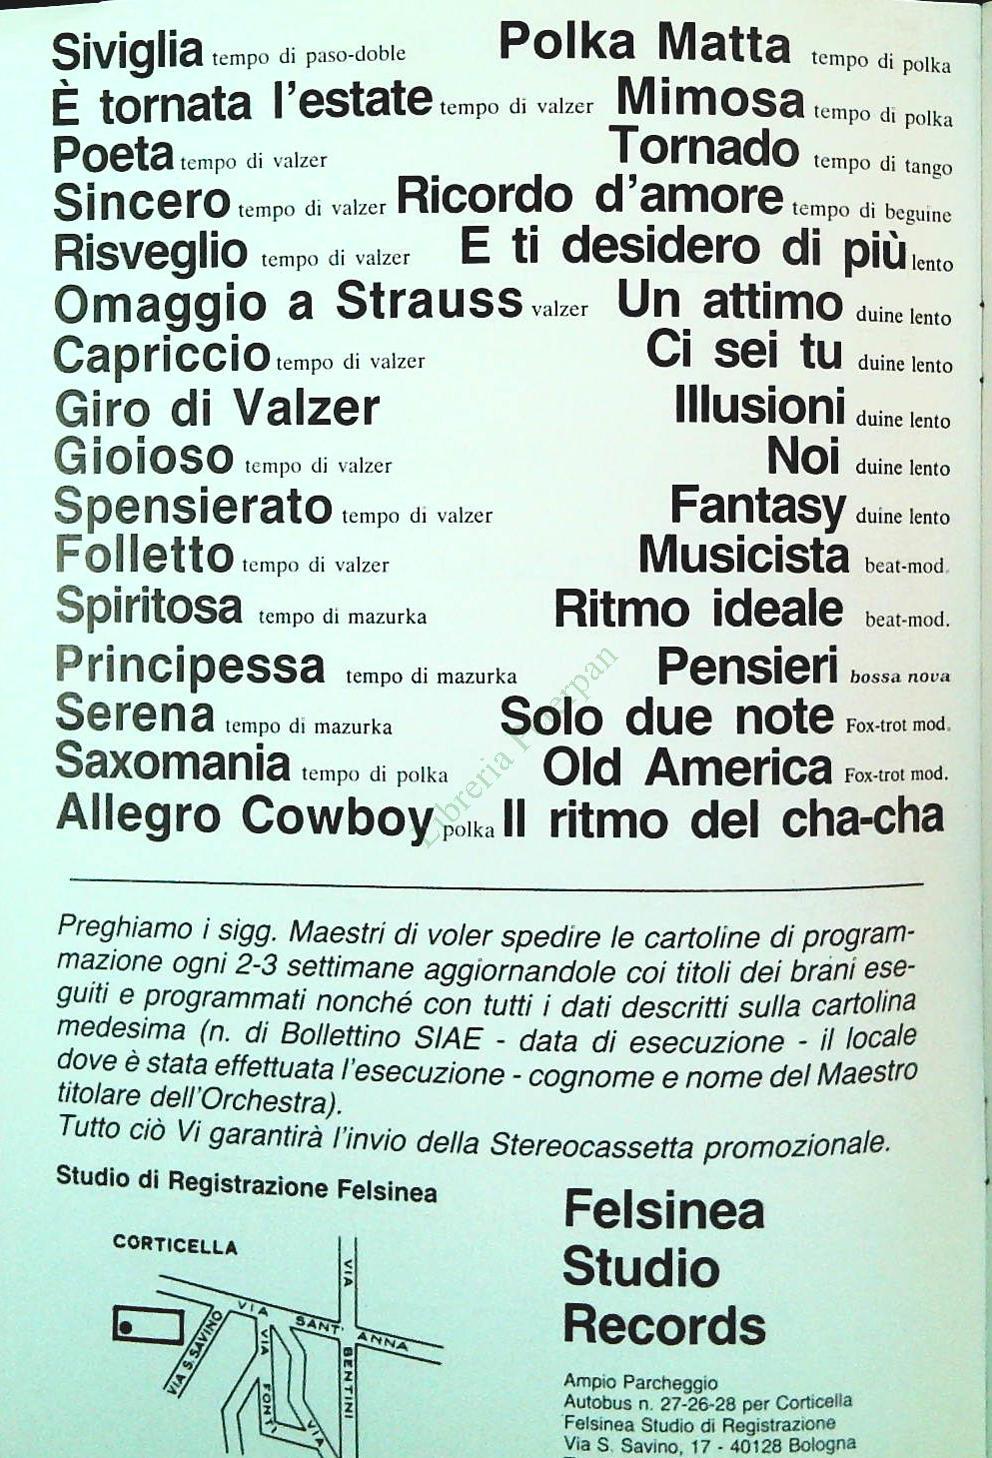 Siviglia tempo di paso-doble Polka Matta tempo di polka
È tornata l'estate tempo di valzer Mimosa tempo di polka
Poeta tempo di valzer Tornado tempo di tango
Sincero tempo di valzer Ricordo d'amore tempo di beguine
Risveglio tempo di valzer E ti desidero di più lento
Omaggio a Strauss valzer Un attimo duine lento
Capriccio tempo di valzer Ci sei tu duine lento
Giro di Valzer Illusioni duine lento
Gioioso tempo di valzer Noi duine lento
Spensierato tempo di valzer Fantasy duine lento
Folletto tempo di valzer Musicista beat-mod.
Spiritosa tempo di mazurka Ritmo ideale beat-mod.
Principessa tempo di mazurka Pensieri bossa nova
Serena tempo di mazurka Solo due note Fox-trot mod.
Saxomania tempo di polka Old America Fox-trot mod.
Allegro Cowboy polka Il ritmo del cha-cha
Libreria Peterpan
Preghiamo i sigg. Maestri di voler spedire le cartoline di program-
mazione ogni 2-3 settimane aggiornandole coi titoli dei brani ese-
guiti e programmati nonché con tutti i dati descritti sulla cartolina
medesima (n. di Bollettino SIAE - data di esecuzione - il locale
dove è stata effettuata l'esecuzione - cognome e nome del Maestro
titolare dell'Orchestra).
Tutto ciò Vi garantirà l'invio della Stereocassetta promozionale.
Studio di Registrazione Felsinea
CORTICELLA
VIA SANT' ANNA
VIA BENTINI
VIA S. SAVINO
VIA FONTI
VIA
Felsinea
Studio
Records
Ampio Parcheggio
Autobus n. 27-26-28 per Corticella
Felsinea Studio di Registrazione
Via S. Savino, 17 - 40128 Bologna